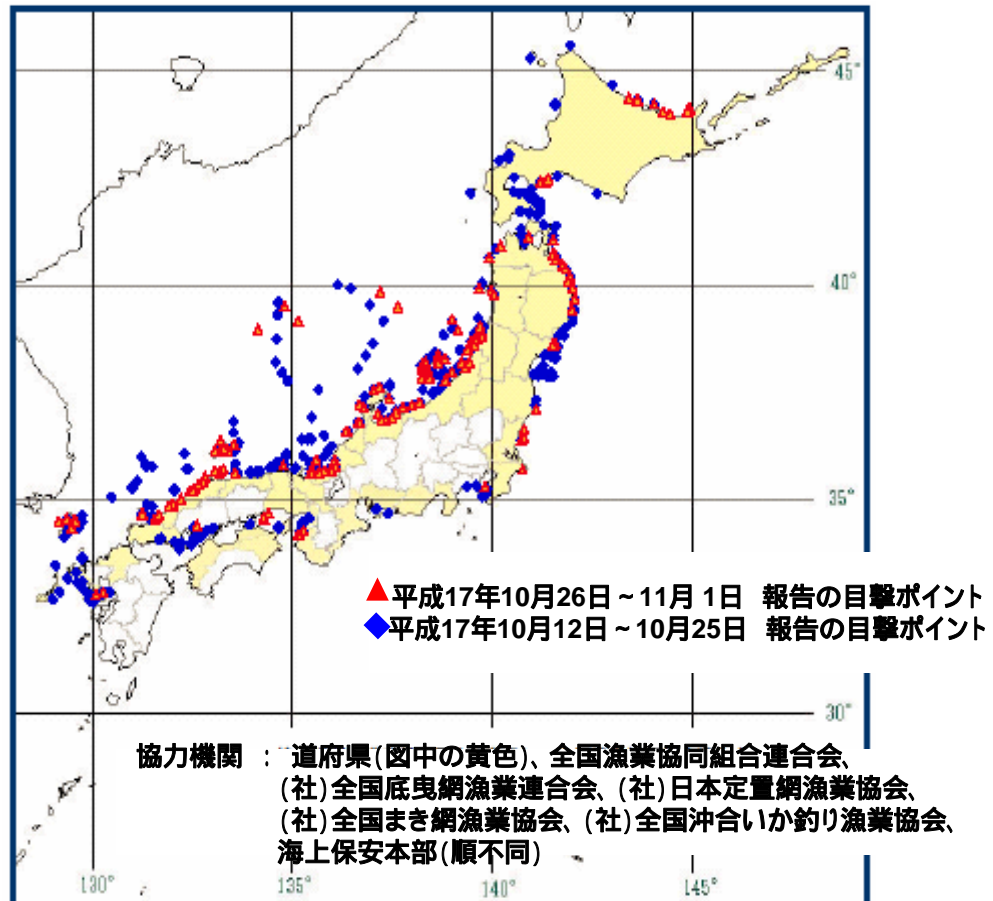 45°
40°
35°
▲平成17年10月26日~11月 1日 報告の目撃ポイント
◆平成17年10月12日~10月25日 報告の目撃ポイント
30°
協力機関 : 道府県(図中の黄色)、全国漁業協同組合連合会、
(社)全国底曳網漁業連合会、(社)日本定置網漁業協会、
(社)全国まき網漁業協会、(社)全国沖合いか釣り漁業協会、
海上保安本部(順不同)
130° 135° 140° 145°